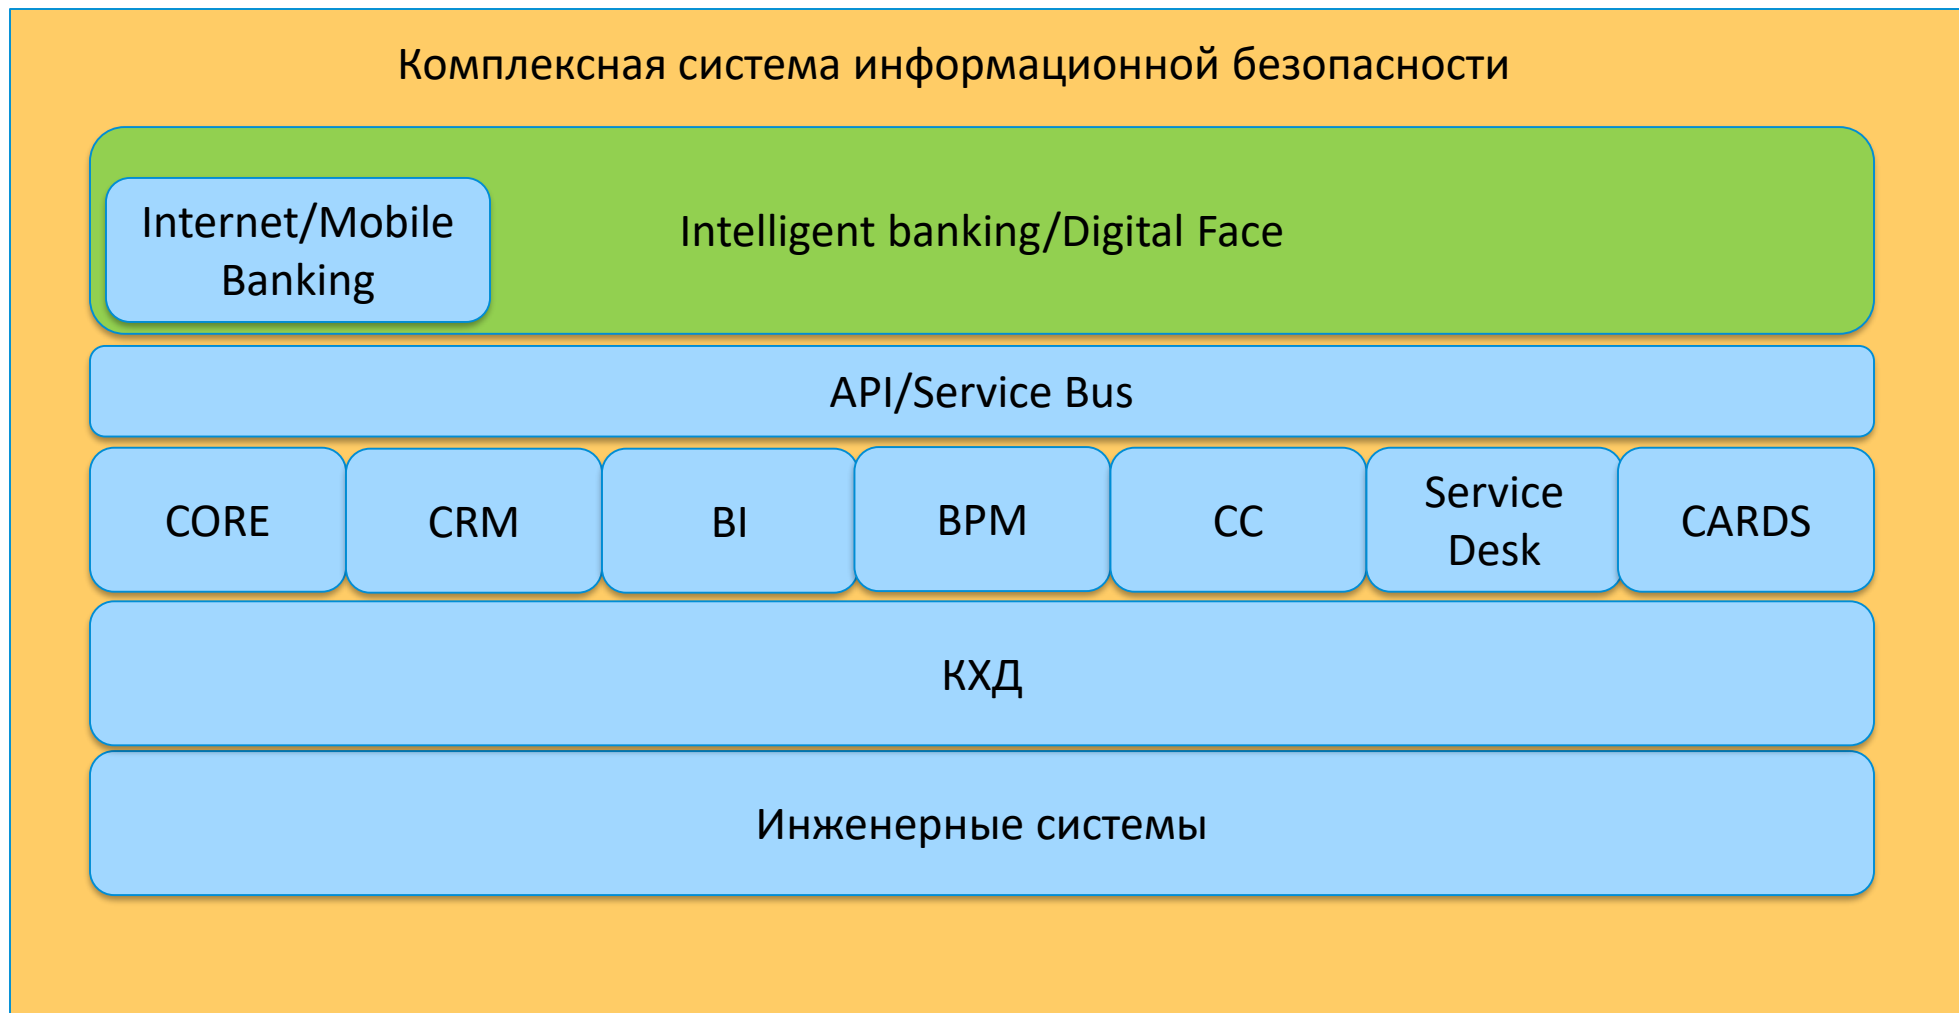 Комплексная система информационной безопасности
Internet/Mobile
Banking
Intelligent banking/Digital Face
API/Service Bus
CORE
CRM
BI
BPM
CC
Service
Desk
CARDS
КХД
Инженерные системы